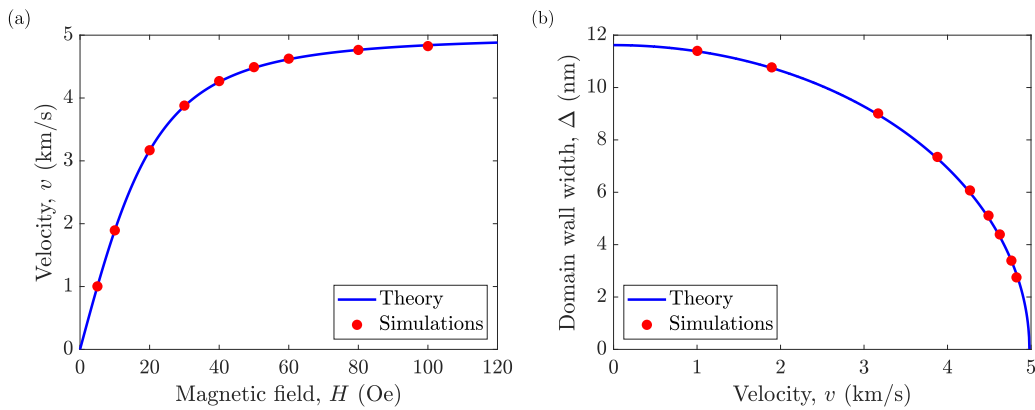 (a)
5
4
3
2
1
0
Velocity, v (km/s)
Theory
Simulations
0 20 40 60 80 100 120
Magnetic field, H (Oe)
(b)
12
10
8
6
4
2
0
Domain wall width, Δ (nm)
Theory
Simulations
0 1 2 3 4 5
Velocity, v (km/s)